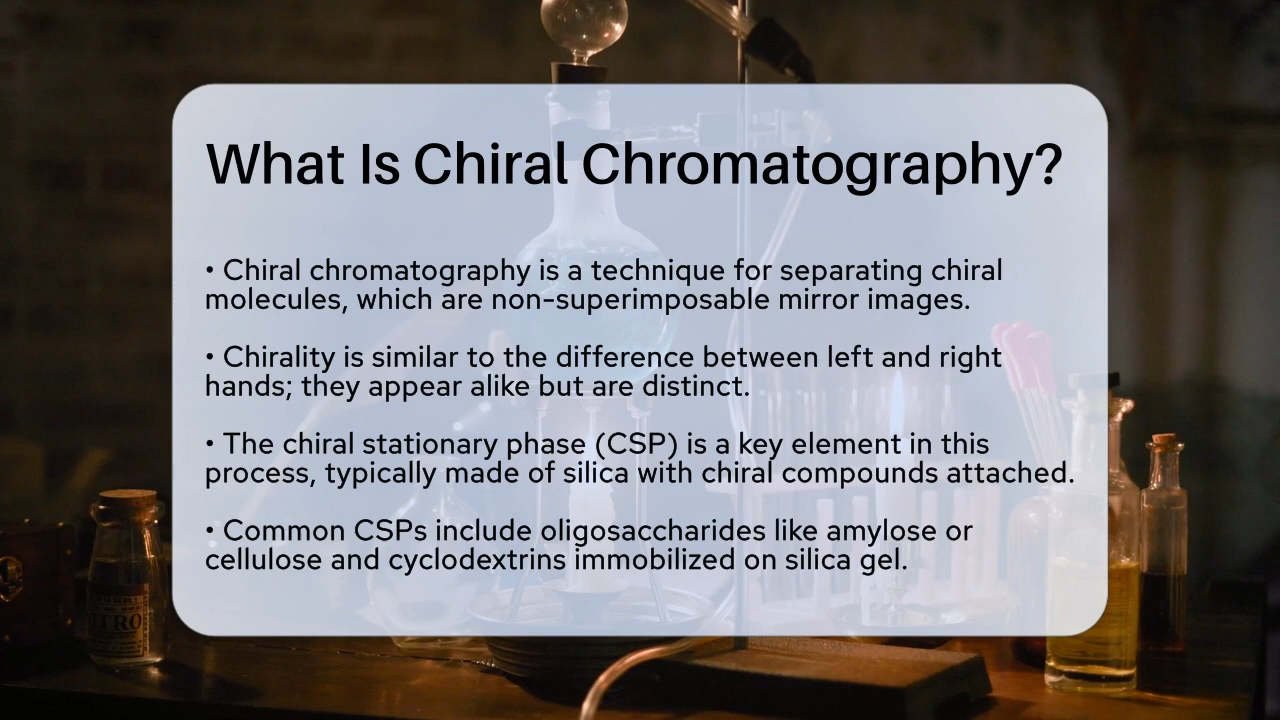 What Is Chiral Chromatography?
• Chiral chromatography is a technique for separating chiral
molecules, which are non-superimposable mirror images.
• Chirality is similar to the difference between left and right
hands; they appear alike but are distinct.
• The chiral stationary phase (CSP) is a key element in this
process, typically made of silica with chiral compounds attached.
• Common CSPs include oligosaccharides like amylose or
cellulose and cyclodextrins immobilized on silica gel.